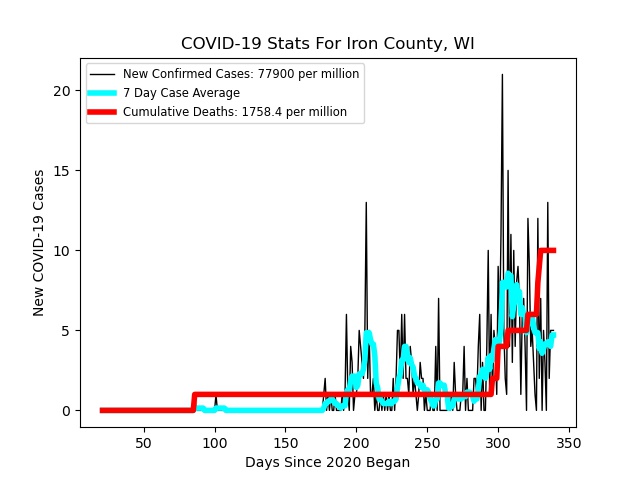 COVID-19 Stats For Iron County, WI
New Confirmed Cases: 77900 per million
7 Day Case Average
Cumulative Deaths: 1758.4 per million
New COVID-19 Cases
20
15
10
5
0
50 100 150 200 250 300 350
Days Since 2020 Began